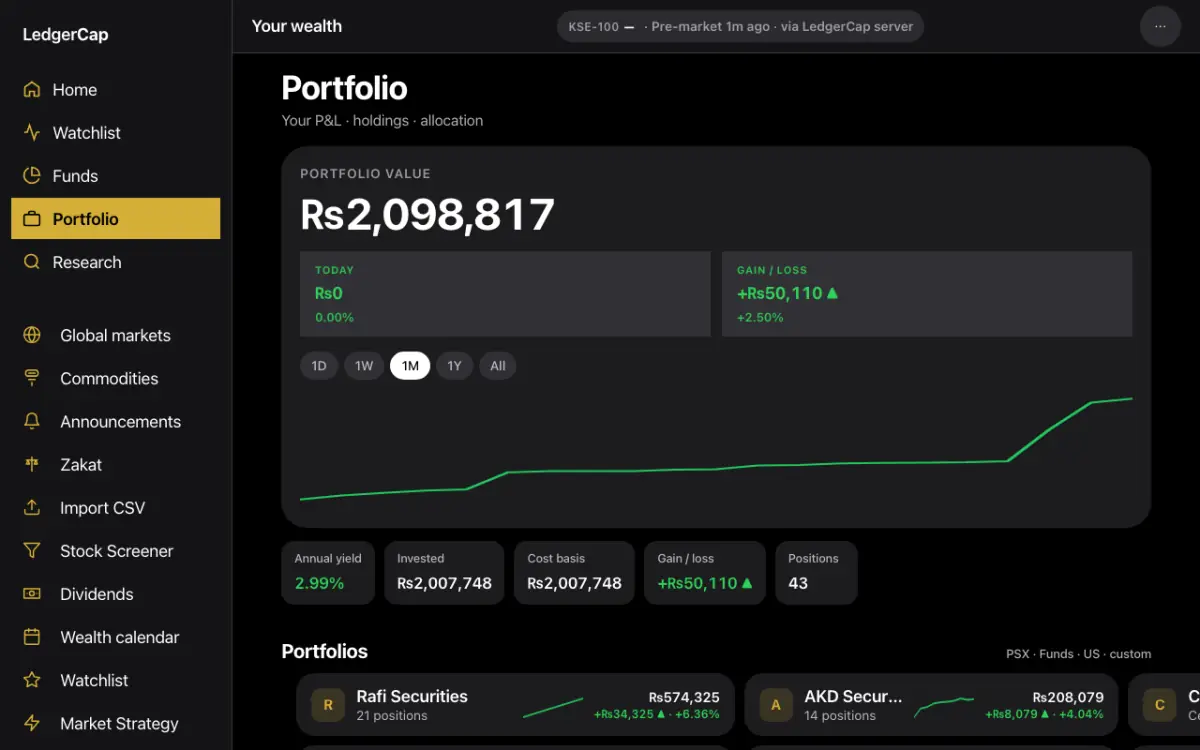 LedgerCap
Home
Watchlist
Funds
Portfolio
Research
Global markets
Commodities
Announcements
Zakat
Import CSV
Stock Screener
Dividends
Wealth calendar
Watchlist
Market Strategy
Your wealth
KSE-100 — · Pre-market 1m ago · via LedgerCap server
...
Portfolio
Your P&L · holdings · allocation
PORTFOLIO VALUE
Rs2,098,817
TODAY
Rs0
0.00%
GAIN / LOSS
+Rs50,110 ▲
+2.50%
1D 1W 1M 1Y All
Annual yield
2.99%
Invested
Rs2,007,748
Cost basis
Rs2,007,748
Gain / loss
+Rs50,110 ▲
Positions
43
Portfolios
PSX · Funds · US · custom
R
Rafi Securities
21 positions
Rs574,325
+Rs34,325 ▲ · +6.36%
A
AKD Secur...
14 positions
Rs208,079
+Rs8,079 ▲ · +4.04%
C